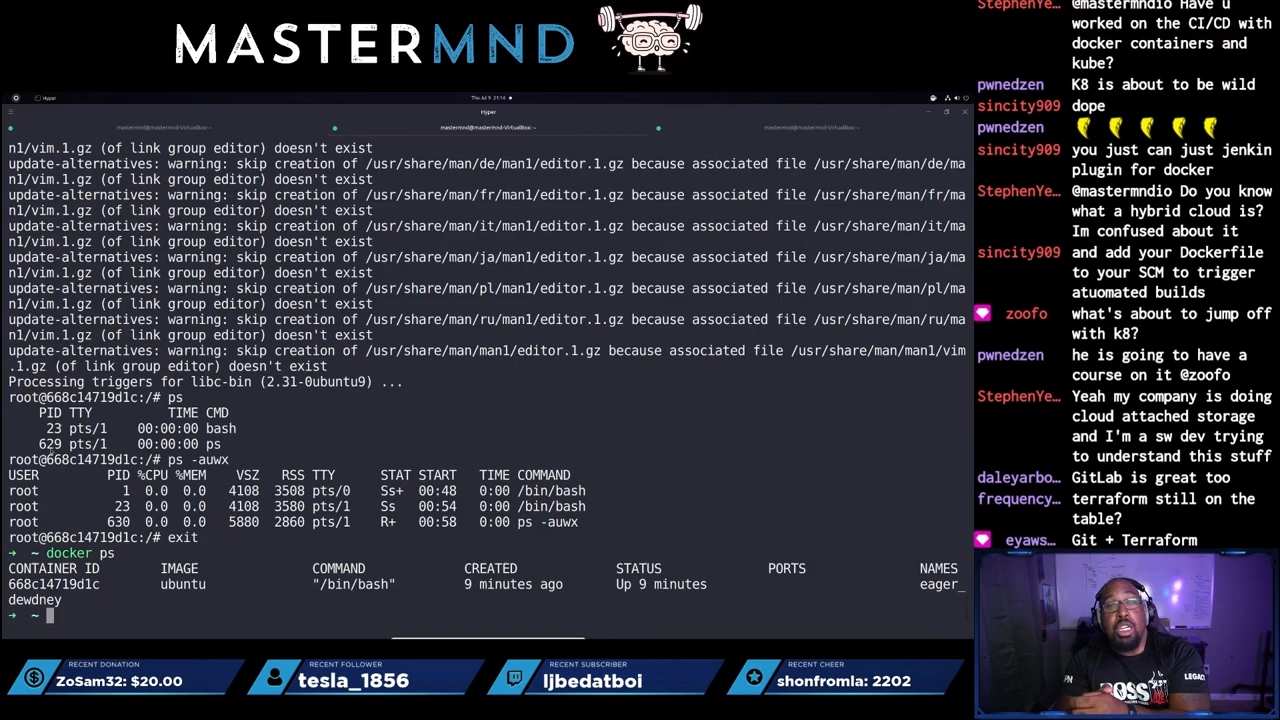 MASTERMND
Hyper
Thu Jul 9 21:14
Hyper
mastermnd@mastermnd-VirtualBox:~
mastermnd@mastermnd-VirtualBox:~
mastermnd@mastermnd-VirtualBox:~
n1/vim.1.gz (of link group editor) doesn't exist
update-alternatives: warning: skip creation of /usr/share/man/de/man1/editor.1.gz because associated file /usr/share/man/de/ma
n1/vim.1.gz (of link group editor) doesn't exist
update-alternatives: warning: skip creation of /usr/share/man/fr/man1/editor.1.gz because associated file /usr/share/man/fr/ma
n1/vim.1.gz (of link group editor) doesn't exist
update-alternatives: warning: skip creation of /usr/share/man/it/man1/editor.1.gz because associated file /usr/share/man/it/ma
n1/vim.1.gz (of link group editor) doesn't exist
update-alternatives: warning: skip creation of /usr/share/man/ja/man1/editor.1.gz because associated file /usr/share/man/ja/ma
n1/vim.1.gz (of link group editor) doesn't exist
update-alternatives: warning: skip creation of /usr/share/man/pl/man1/editor.1.gz because associated file /usr/share/man/pl/ma
n1/vim.1.gz (of link group editor) doesn't exist
update-alternatives: warning: skip creation of /usr/share/man/ru/man1/editor.1.gz because associated file /usr/share/man/ru/ma
n1/vim.1.gz (of link group editor) doesn't exist
update-alternatives: warning: skip creation of /usr/share/man/man1/editor.1.gz because associated file /usr/share/man/man1/vim
.1.gz (of link group editor) doesn't exist
Processing triggers for libc-bin (2.31-0ubuntu9) ...
root@668c14719d1c:/# ps
PID TTY TIME CMD
23 pts/1 00:00:00 bash
629 pts/1 00:00:00 ps
root@668c14719d1c:/# ps -auwx
USER PID %CPU %MEM VSZ RSS TTY STAT START TIME COMMAND
root 1 0.0 0.0 4108 3508 pts/0 Ss+ 00:48 0:00 /bin/bash
root 23 0.0 0.0 4108 3580 pts/1 Ss 00:54 0:00 /bin/bash
root 630 0.0 0.0 5880 2860 pts/1 R+ 00:58 0:00 ps -auwx
root@668c14719d1c:/# exit
➜ ~ docker ps
CONTAINER ID IMAGE COMMAND CREATED STATUS PORTS NAMES
668c14719d1c ubuntu "/bin/bash" 9 minutes ago Up 9 minutes eager_
dewdney
➜ ~
StephenYe… @mastermndio Have u
worked on the CI/CD with
docker containers and
kube?
pwnedzen K8 is about to be wild
sincity909 dope
pwnedzen
sincity909 you just can just jenkin
plugin for docker
StephenYe… @mastermndio Do you know
what a hybrid cloud is?
Im confused about it
sincity909 and add your Dockerfile
to your SCM to trigger
atuomated builds
zoofo what's about to jump off
with k8?
pwnedzen he is going to have a
course on it @zoofo
StephenYe… Yeah my company is doing
cloud attached storage
and I'm a sw dev trying
to understand this stuff
daleyarbo… GitLab is great too
frequency… terraform still on the
table?
eyaws… Git + Terraform
BOSS
LEGAC
RECENT DONATION
ZoSam32: $20.00
RECENT FOLLOWER
tesla_1856
RECENT SUBSCRIBER
ljbedatboi
RECENT CHEER
shonfromla: 2202